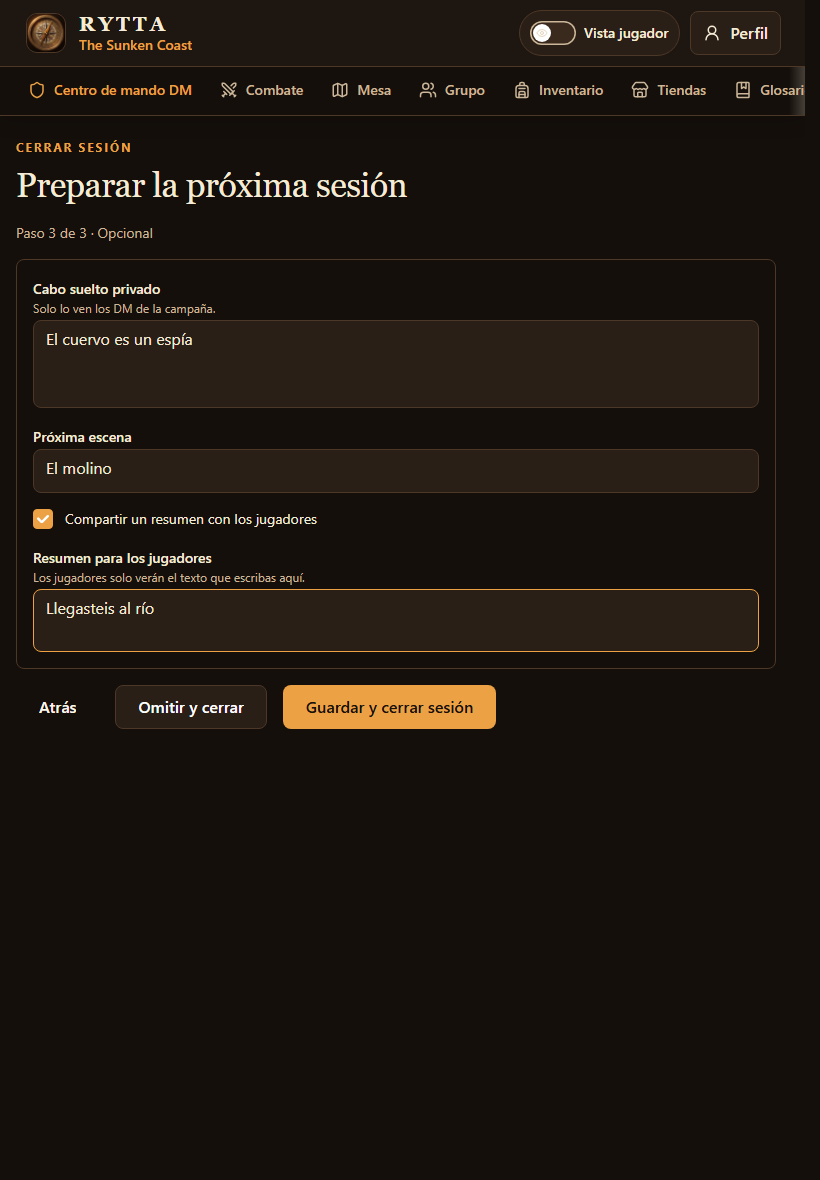 RYTTA
The Sunken Coast
Vista jugador
Perfil
Centro de mando DM
Combate
Mesa
Grupo
Inventario
Tiendas
Glosari
CERRAR SESIÓN
Preparar la próxima sesión
Paso 3 de 3 · Opcional
Cabo suelto privado
Solo lo ven los DM de la campaña.
El cuervo es un espía
Próxima escena
El molino
Compartir un resumen con los jugadores
Resumen para los jugadores
Los jugadores solo verán el texto que escribas aquí.
Llegasteis al río
Atrás
Omitir y cerrar
Guardar y cerrar sesión